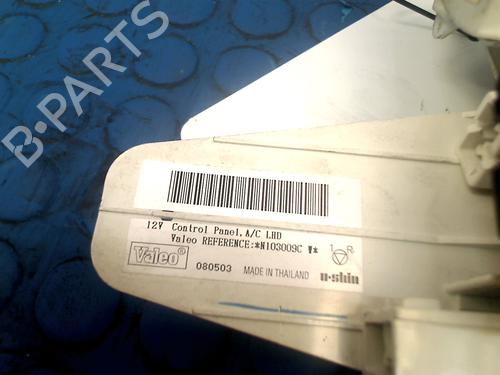 B-PARTS
12V Control Panel,A/C LHD
Valeo REFERENCE:*N103009C W*
Valeo 080503 MADE IN THAILAND n-shin